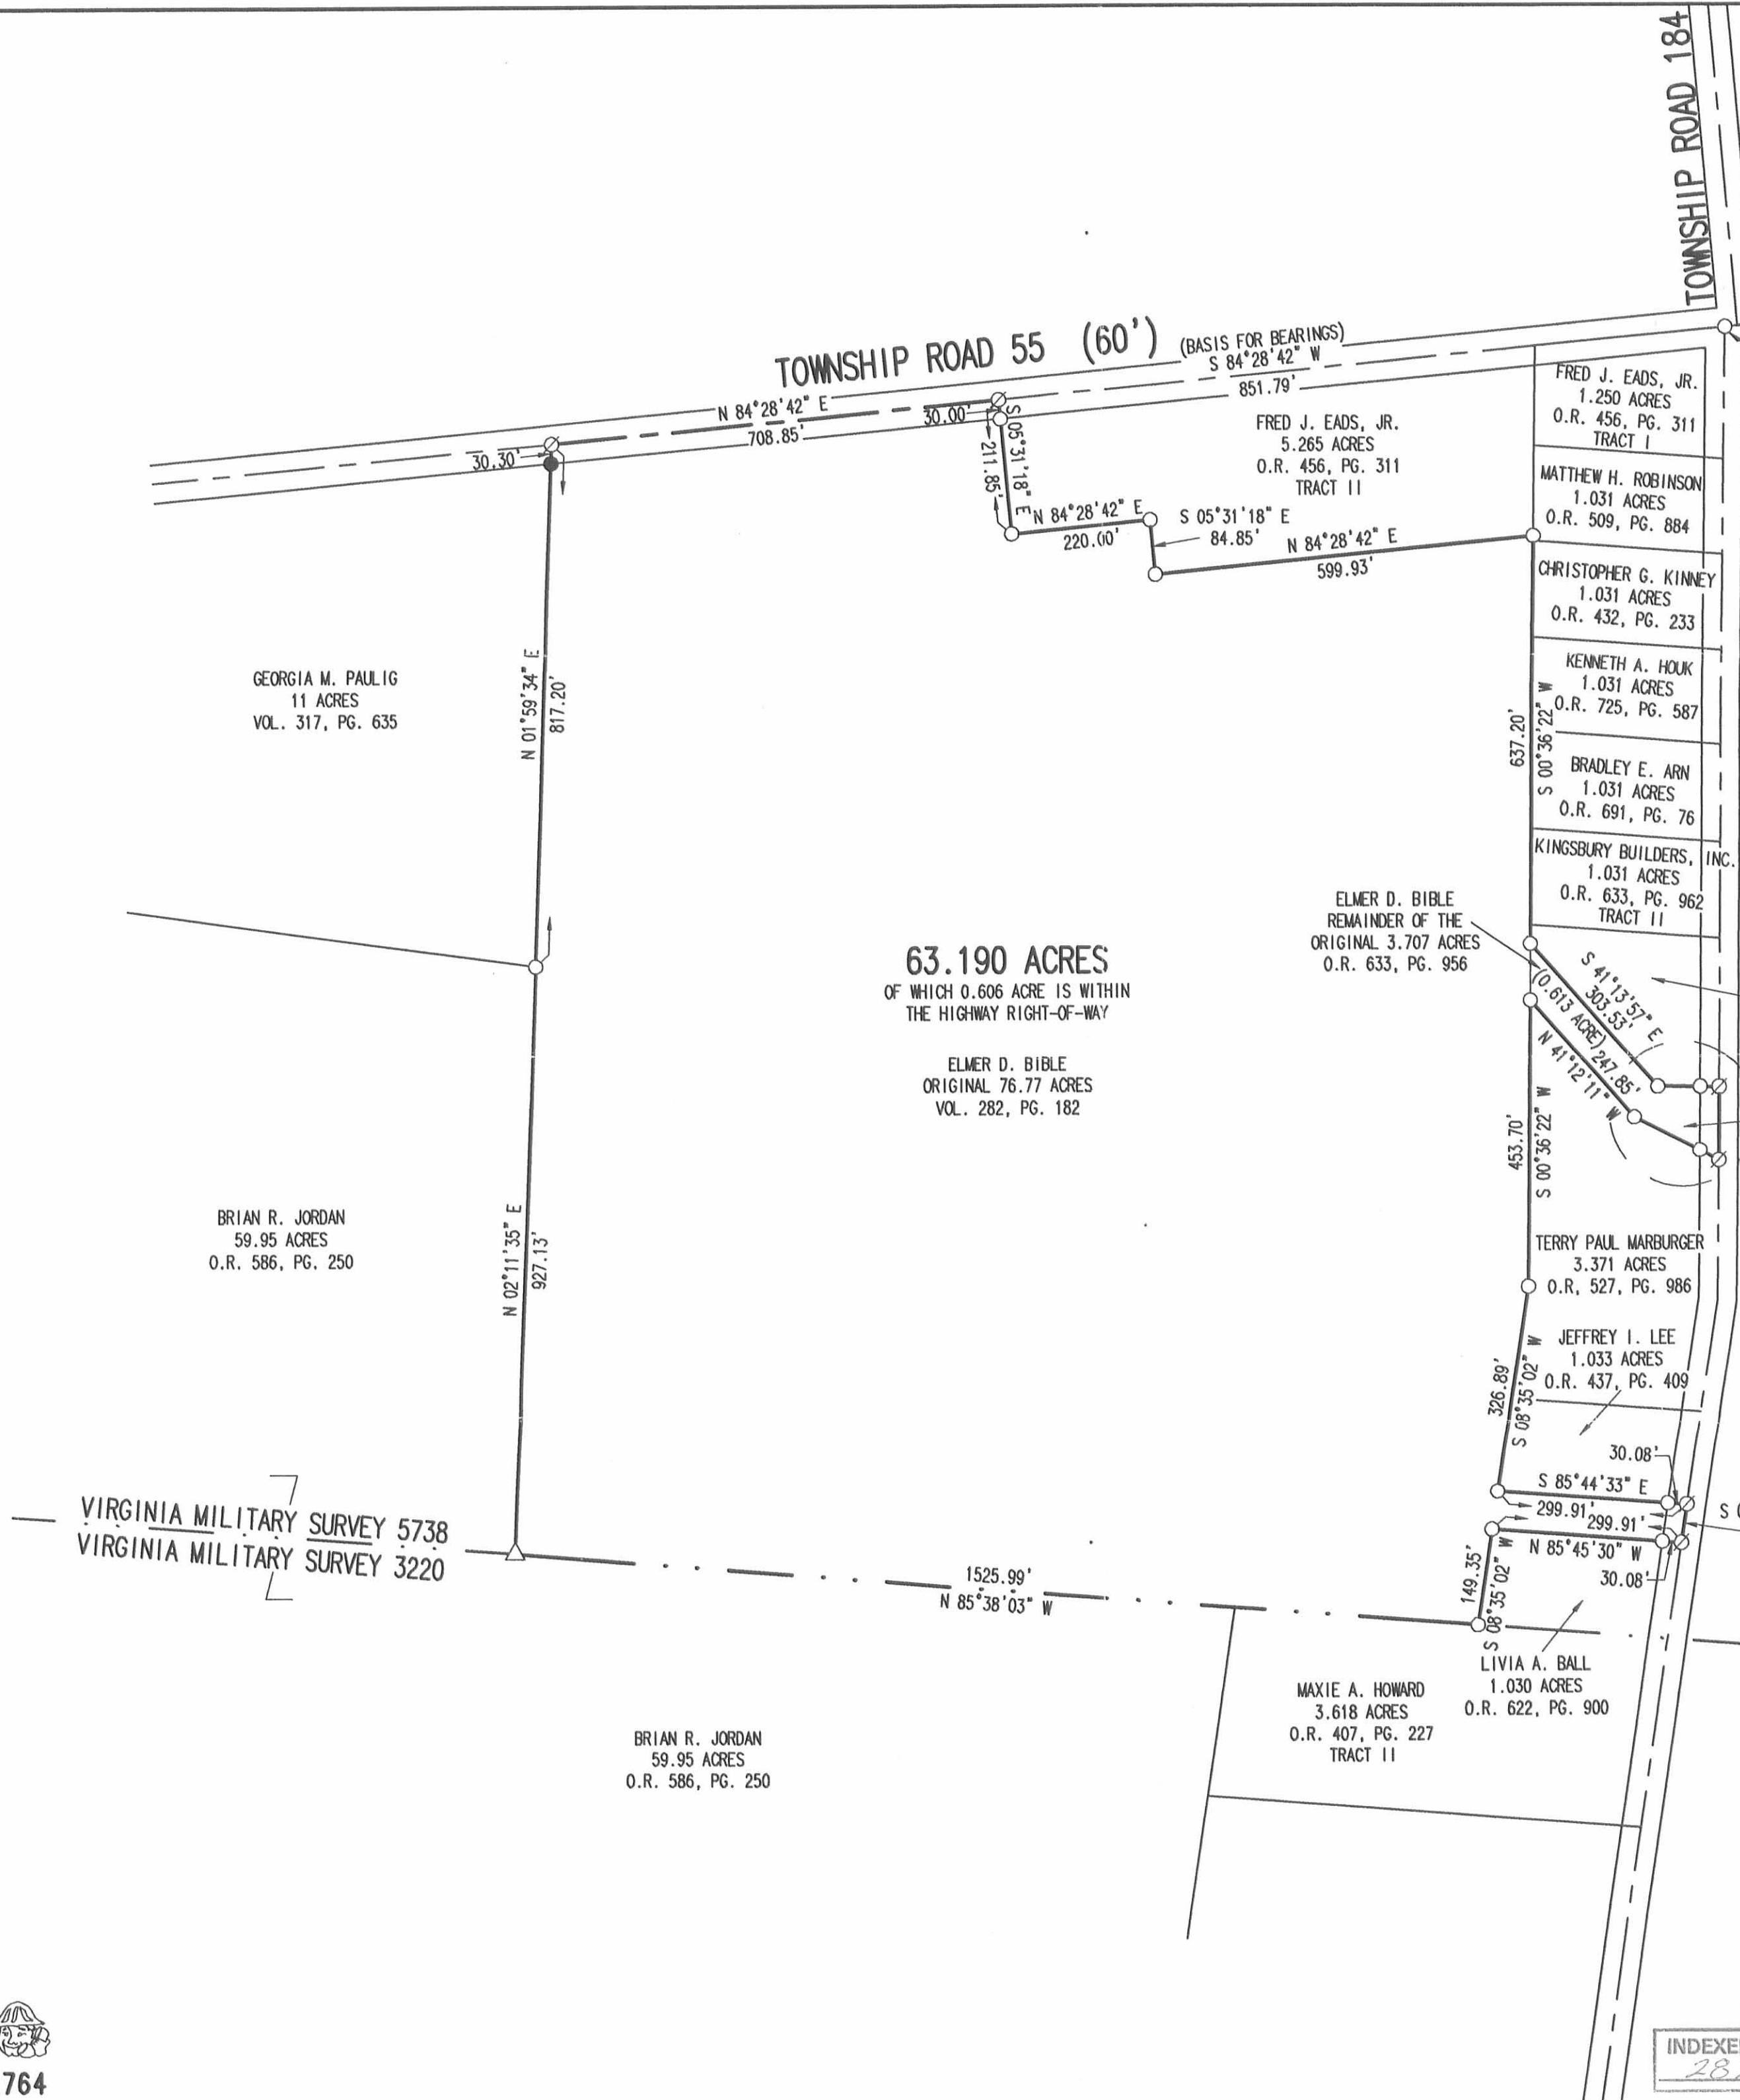 TOWNSHIP ROAD 184
TOWNSHIP ROAD 55 (60')
(BASIS FOR BEARINGS)
S 84°28'42" W
851.79'
N 84°28'42" E
708.85'
30.00'
30.30'
S 05°31'18" E
211.85'
N 84°28'42" E
220.00'
S 05°31'18" E
84.85'
N 84°28'42" E
599.93'
FRED J. EADS, JR.
5.265 ACRES
O.R. 456, PG. 311
TRACT II
FRED J. EADS, JR.
1.250 ACRES
O.R. 456, PG. 311
TRACT I
MATTHEW H. ROBINSON
1.031 ACRES
O.R. 509, PG. 884
CHRISTOPHER G. KINNEY
1.031 ACRES
O.R. 432, PG. 233
KENNETH A. HOUK
1.031 ACRES
O.R. 725, PG. 587
BRADLEY E. ARN
1.031 ACRES
O.R. 691, PG. 76
KINGSBURY BUILDERS, INC.
1.031 ACRES
O.R. 633, PG. 962
TRACT II
637.20'
S 00°36'22" W
GEORGIA M. PAULIG
11 ACRES
VOL. 317, PG. 635
N 01°59'34" E
817.20'
63.190 ACRES
OF WHICH 0.606 ACRE IS WITHIN
THE HIGHWAY RIGHT-OF-WAY
ELMER D. BIBLE
ORIGINAL 76.77 ACRES
VOL. 282, PG. 182
ELMER D. BIBLE
REMAINDER OF THE
ORIGINAL 3.707 ACRES
O.R. 633, PG. 956
S 41°13'57" E
303.53'
(0.613 ACRE)
247.85'
N 41°12'11" W
453.70'
S 00°36'22" W
BRIAN R. JORDAN
59.95 ACRES
O.R. 586, PG. 250
N 02°11'35" E
927.13'
TERRY PAUL MARBURGER
3.371 ACRES
O.R, 527, PG. 986
JEFFREY I. LEE
1.033 ACRES
O.R. 437, PG. 409
326.89'
S 08°35'02" W
30.08'
S 85°44'33" E
299.91'
299.91'
N 85°45'30" W
30.08'
149.35'
S 08°35'02" W
VIRGINIA MILITARY SURVEY 5738
VIRGINIA MILITARY SURVEY 3220
1525.99'
N 85°38'03" W
LIVIA A. BALL
1.030 ACRES
O.R. 622, PG. 900
MAXIE A. HOWARD
3.618 ACRES
O.R. 407, PG. 227
TRACT II
BRIAN R. JORDAN
59.95 ACRES
O.R. 586, PG. 250
764